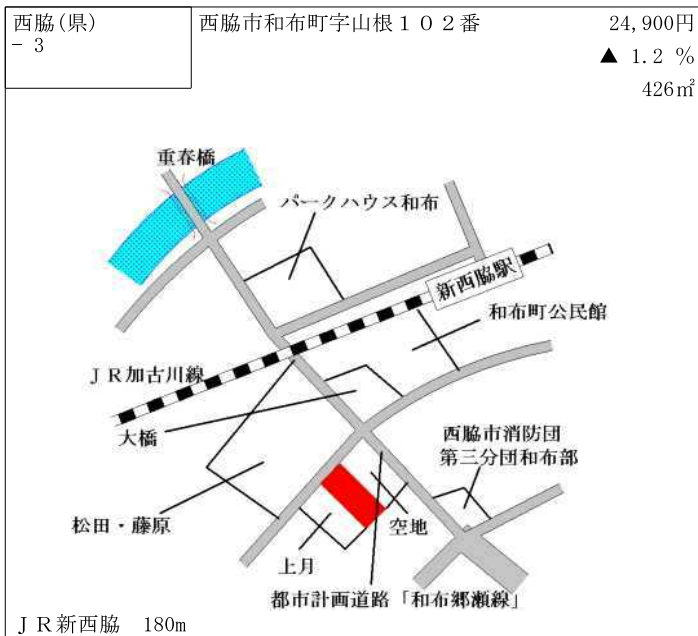 西脇(県)
－３
西脇市和布町字山根１０２番
24,900円
▲ 1.2 %
426㎡
重春橋
パークハウス和布
新西脇駅
和布町公民館
ＪＲ加古川線
大橋
西脇市消防団
第三分団和布部
松田・藤原
空地
上月
都市計画道路「和布郷瀬線」
ＪＲ新西脇　180m